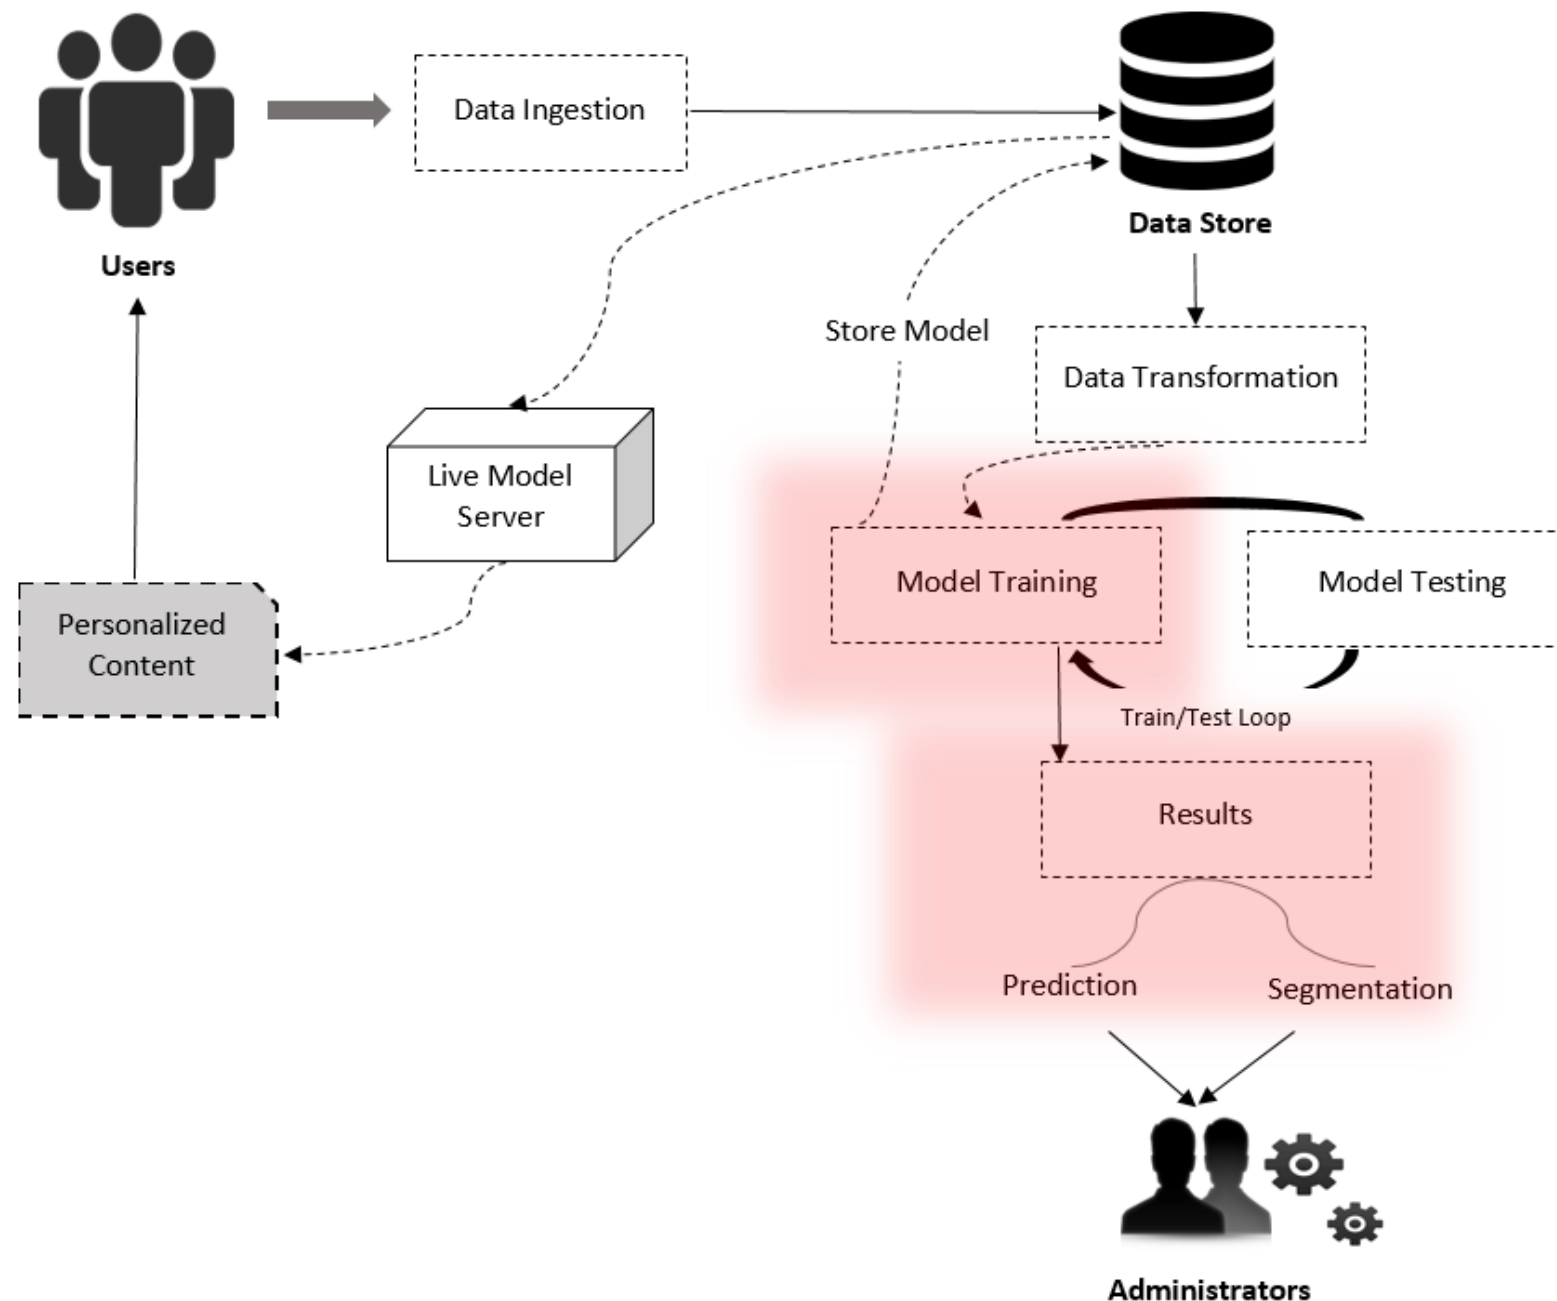 Data Ingestion
Data Store
Users
Store Model
Data Transformation
Live Model
Server
Model Training
Model Testing
Personalized
Content
Train/Test Loop
Results
Prediction
Segmentation
Administrators